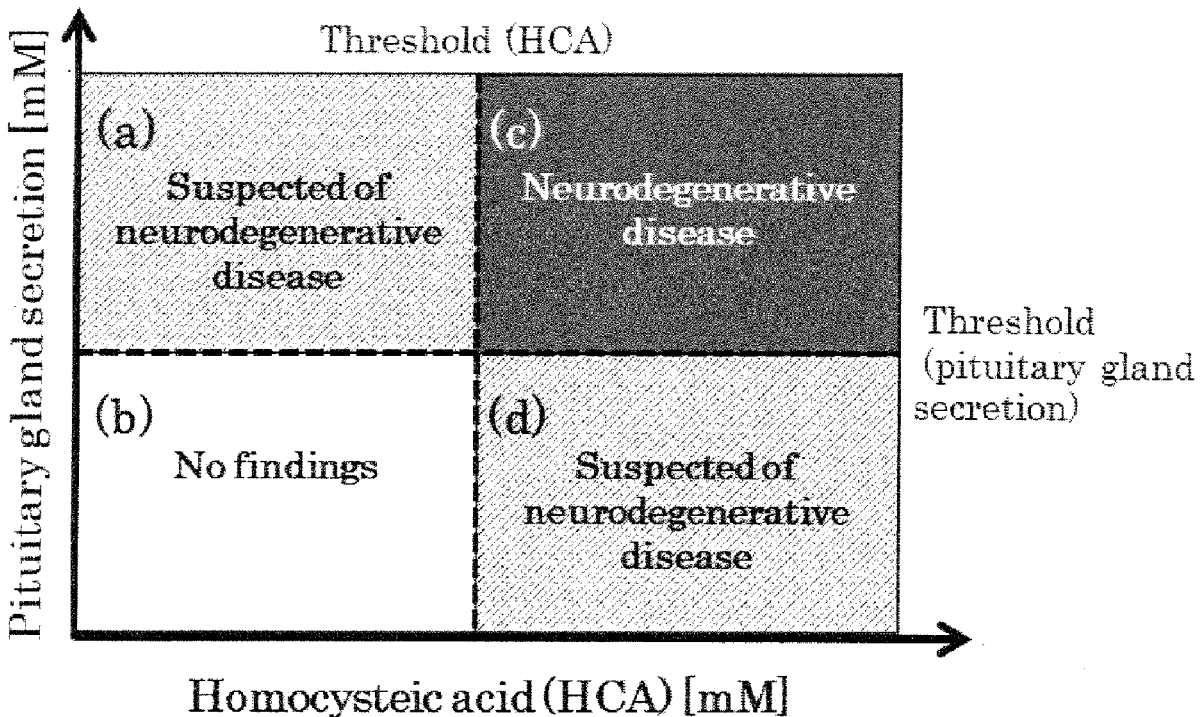 Pituitary gland secretion [mM]
Threshold (HCA)
(a)
Suspected of
neurodegenerative
disease
(c)
Neurodegenerative
disease
Threshold
(pituitary gland
secretion)
(b)
No findings
(d)
Suspected of
neurodegenerative
disease
Homocysteic acid (HCA) [mM]